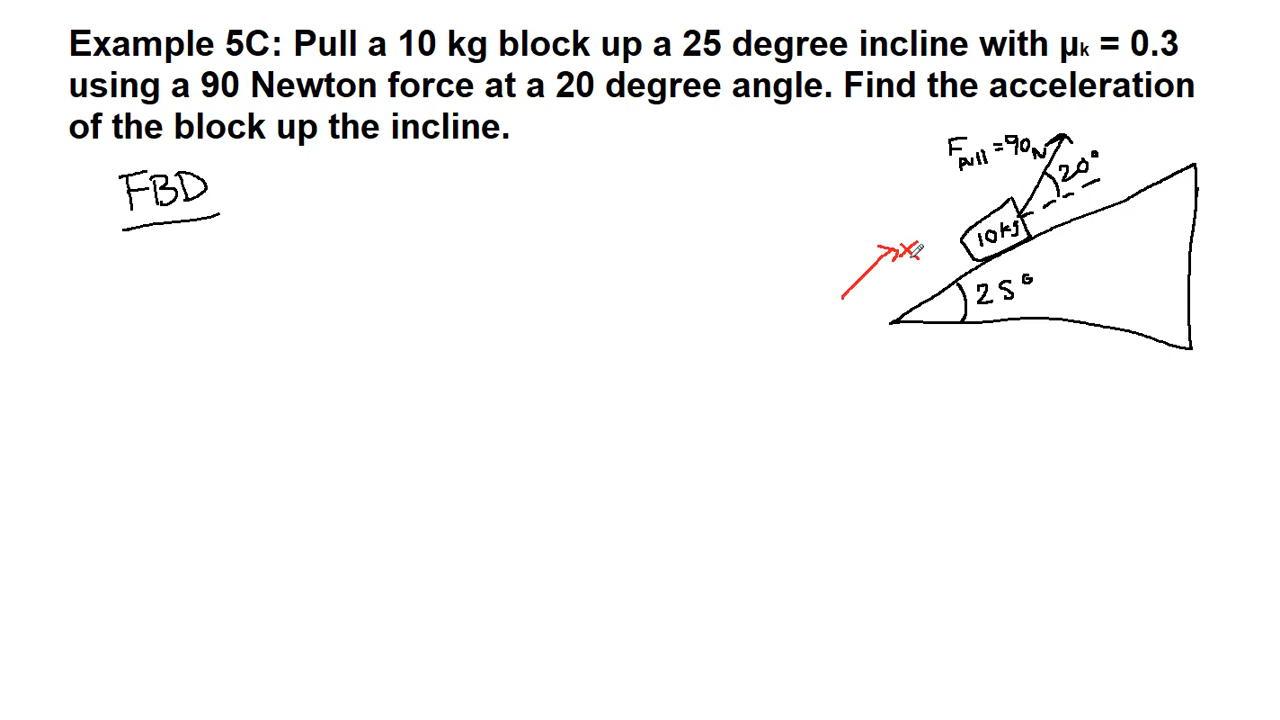 Example 5C: Pull a 10 kg block up a 25 degree incline with μₖ = 0.3
using a 90 Newton force at a 20 degree angle. Find the acceleration
of the block up the incline.
FBD
F pull = 90N
20°
10kg
x
25°